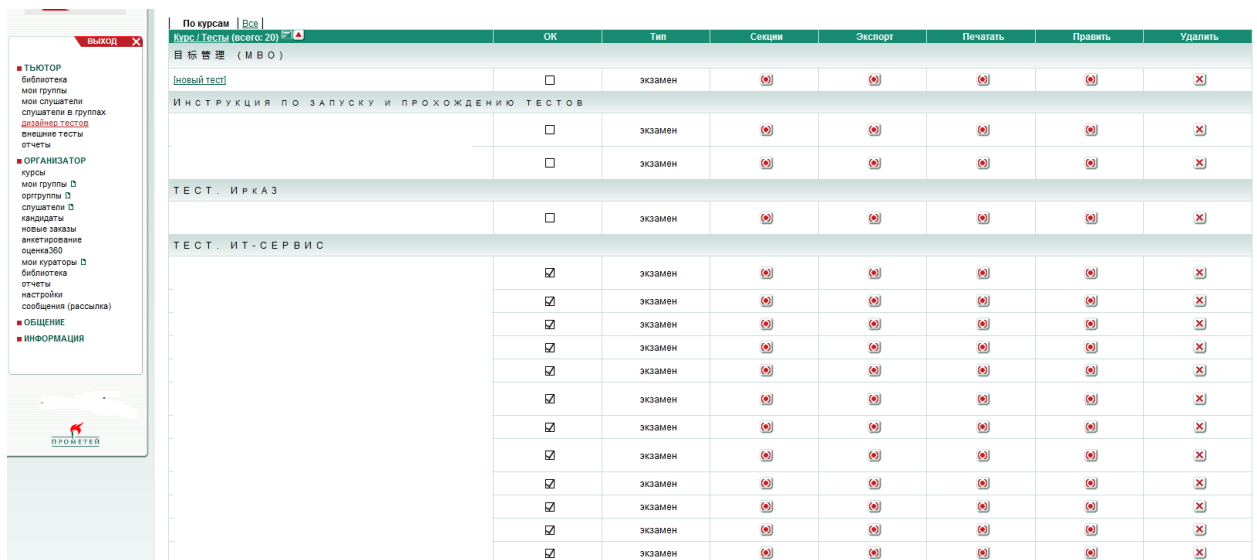 По курсам | Все |
ВЫХОД X
Курс / Тесты (всего: 20) ОК Тип Секции Экспорт Печатать Править Удалить
目标管理 (MBO)
[новый тест] экзамен
Инструкция по запуску и прохождению тестов
экзамен
экзамен
ТЕСТ. ИркАЗ
экзамен
ТЕСТ. ИТ-СЕРВИС
экзамен
экзамен
экзамен
экзамен
экзамен
экзамен
экзамен
экзамен
экзамен
экзамен
экзамен
экзамен
ТЬЮТОР
библиотека
мои группы
мои слушатели
слушатели в группах
дизайнер тестов
внешние тесты
отчеты
ОРГАНИЗАТОР
курсы
мои группы
оргруппы
слушатели
кандидаты
новые заказы
анкетирование
оценка360
мои кураторы
библиотека
отчеты
настройки
сообщения (рассылка)
ОБЩЕНИЕ
ИНФОРМАЦИЯ
ПРОМЕТЕЙ